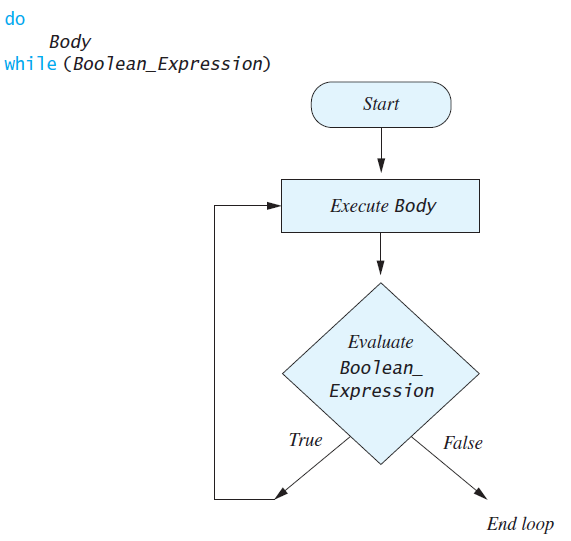 do
Body
while (Boolean_Expression)
Start
Execute Body
Evaluate
Boolean_
Expression
True
False
End loop